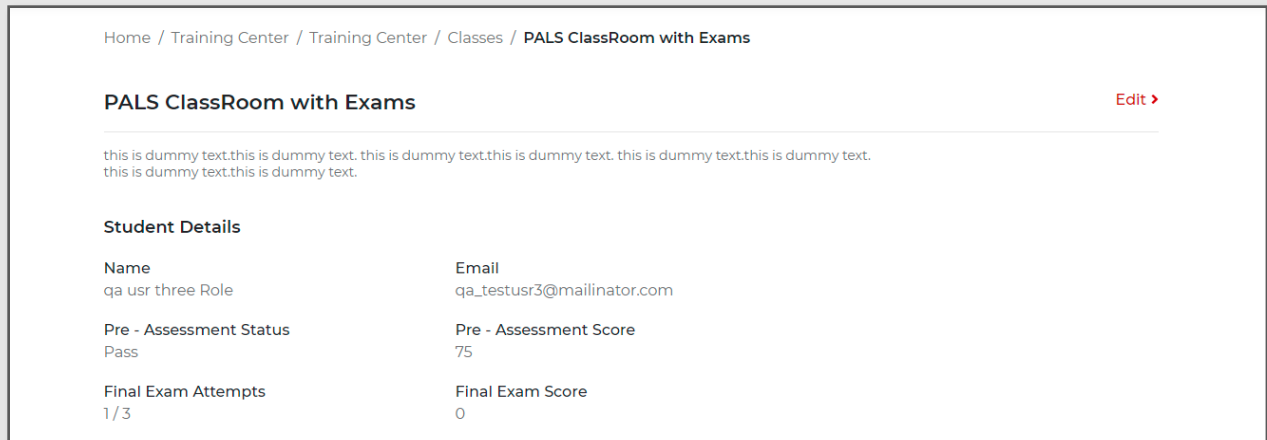 Home / Training Center / Training Center / Classes / PALS ClassRoom with Exams
PALS ClassRoom with Exams
Edit >
this is dummy text.this is dummy text. this is dummy text.this is dummy text. this is dummy text.this is dummy text.
this is dummy text.this is dummy text.
Student Details
Name Email
qa usr three Role qa_testusr3@mailinator.com
Pre - Assessment Status Pre - Assessment Score
Pass 75
Final Exam Attempts Final Exam Score
1 / 3 0